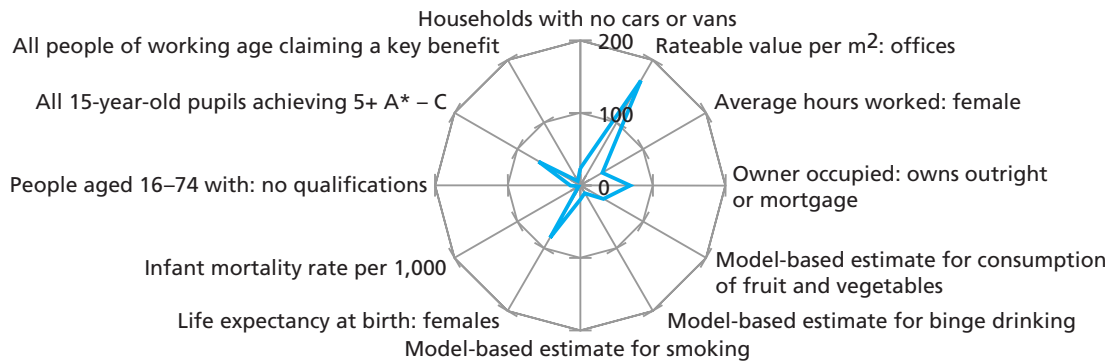 Households with no cars or vans
All people of working age claiming a key benefit
200
Rateable value per m²: offices
All 15-year-old pupils achieving 5+ A* – C
100
Average hours worked: female
People aged 16–74 with: no qualifications
0
Owner occupied: owns outright
or mortgage
Infant mortality rate per 1,000
Model-based estimate for consumption
of fruit and vegetables
Life expectancy at birth: females
Model-based estimate for binge drinking
Model-based estimate for smoking